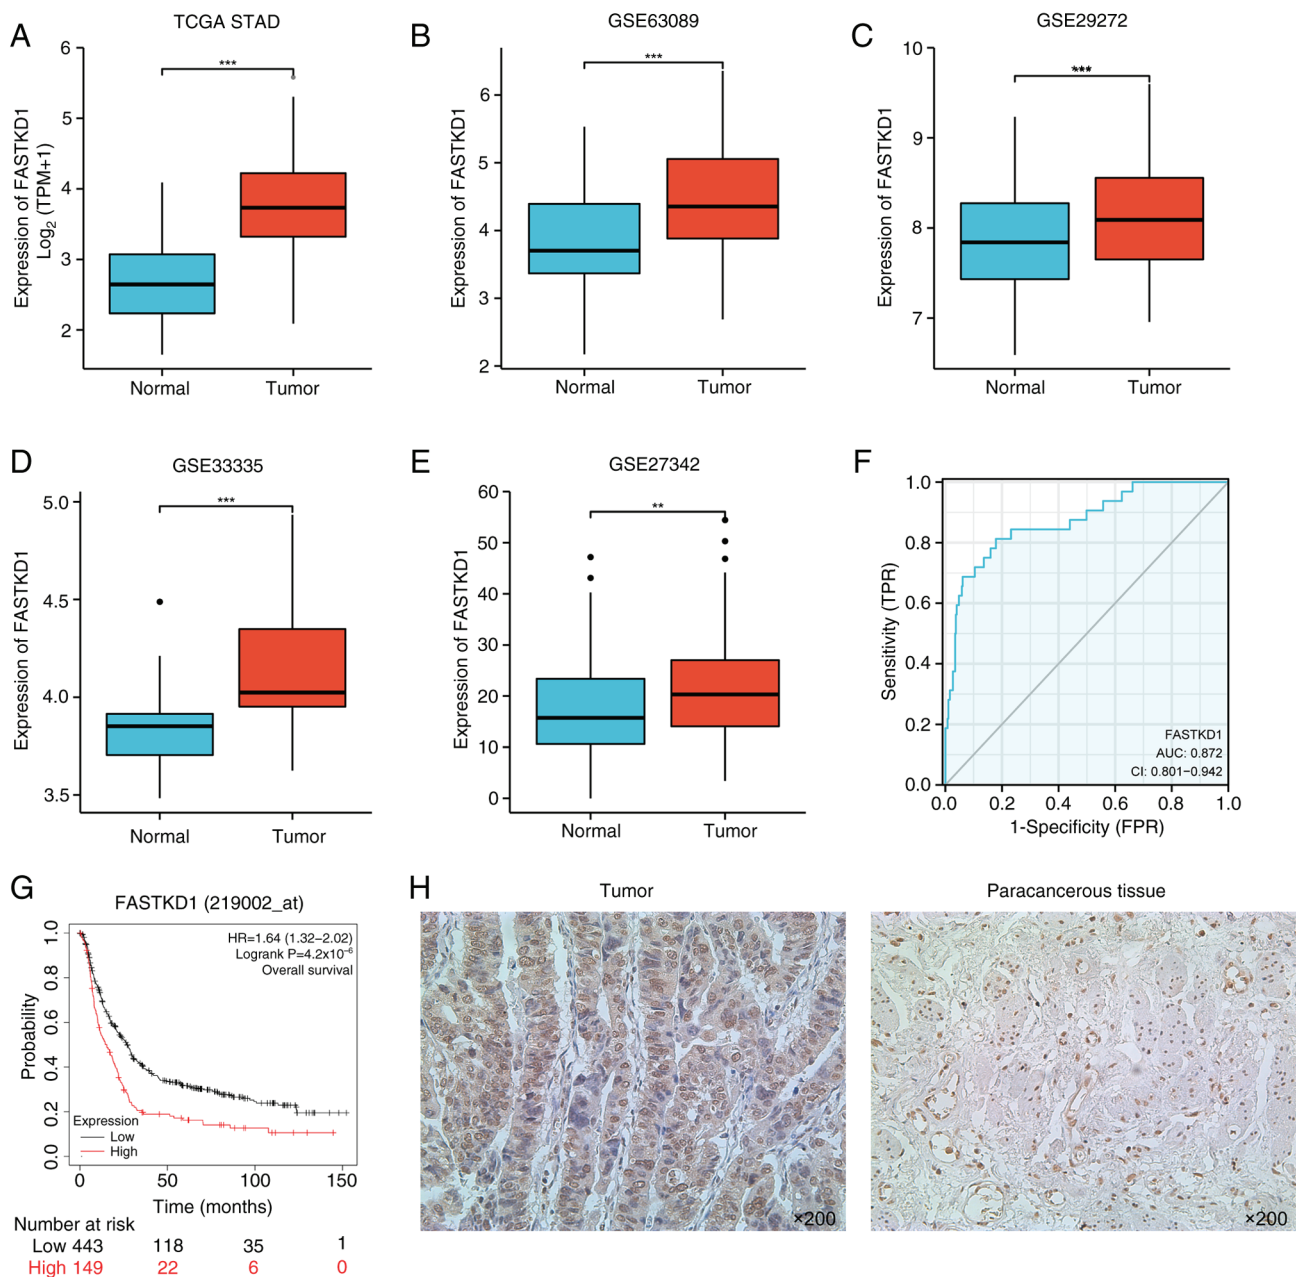 A
TCGA STAD
6
5
4
3
2
Expression of FASTKD1
Log2 (TPM+1)
***
Normal
Tumor
B
GSE63089
6
5
4
3
2
Expression of FASTKD1
***
Normal
Tumor
C
GSE29272
10
9
8
7
Expression of FASTKD1
***
Normal
Tumor
D
GSE33335
5.0
4.5
4.0
3.5
Expression of FASTKD1
***
Normal
Tumor
E
GSE27342
60
50
40
30
20
10
0
Expression of FASTKD1
**
Normal
Tumor
F
1.0
0.8
0.6
0.4
0.2
0.0
Sensitivity (TPR)
FASTKD1
AUC: 0.872
CI: 0.801–0.942
0.0 0.2 0.4 0.6 0.8 1.0
1-Specificity (FPR)
G
FASTKD1 (219002_at)
HR=1.64 (1.32–2.02)
Logrank P=4.2x10⁻⁶
Overall survival
1.0
0.8
0.6
0.4
0.2
0.0
Probability
Expression
Low
High
0 50 100 150
Time (months)
Number at risk
Low 443 118 35 1
High 149 22 6 0
H
Tumor
×200
Paracancerous tissue
×200